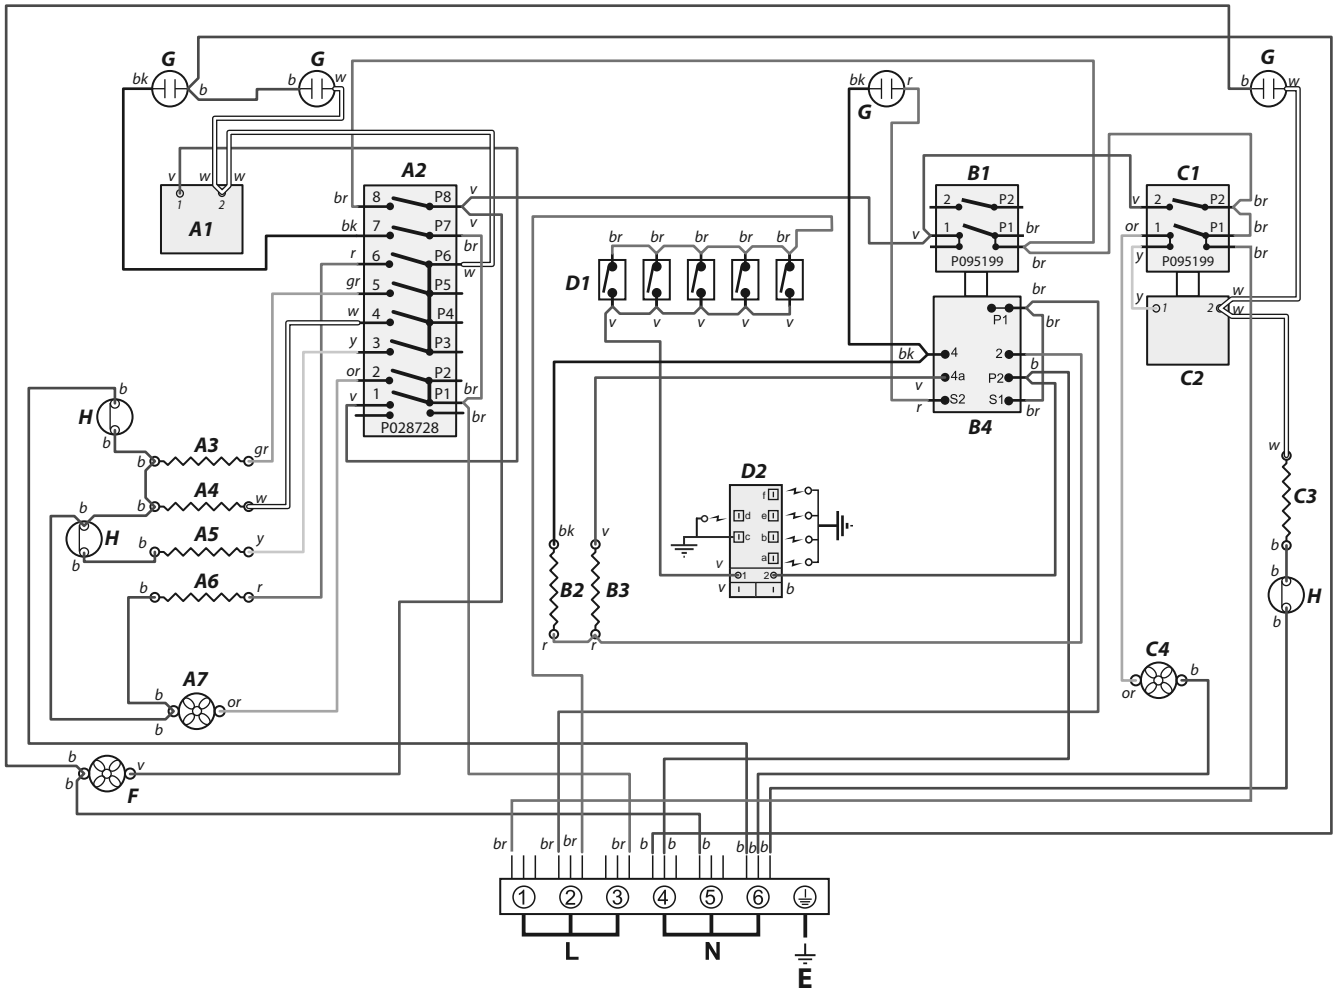 G G G
bk b b w bk r b w
G
A2 B1 C1
v w w
1 2
A1
br 8 P8 v
v
bk 7 P7 br
r 6 P6 w
gr 5 P5
w 4 P4
y 3 P3
or 2 P2 br
v 1 P1 br
P028728
2 P2
v 1 P1 br
br
P095199
v 2 P2 br
or 1 P1 br
y br
P095199
br br br br br
D1
v v v v v
br
P1 br
bk 4 2
b
v 4a P2
r S2 S1 br
B4
y 1 2 w
w
C2
b
H
b
b A3 gr
b A4 w
b
H
b
b A5 y
b A6 r
D2
f
d e
c b
a
v 1 2
v b
bk v
B2 B3
r r
w
C3
b
b
H
b
C4
or b
A7
b or
b
b
b v
F
br br br br b b b b b b
1 2 3 4 5 6
L N
E